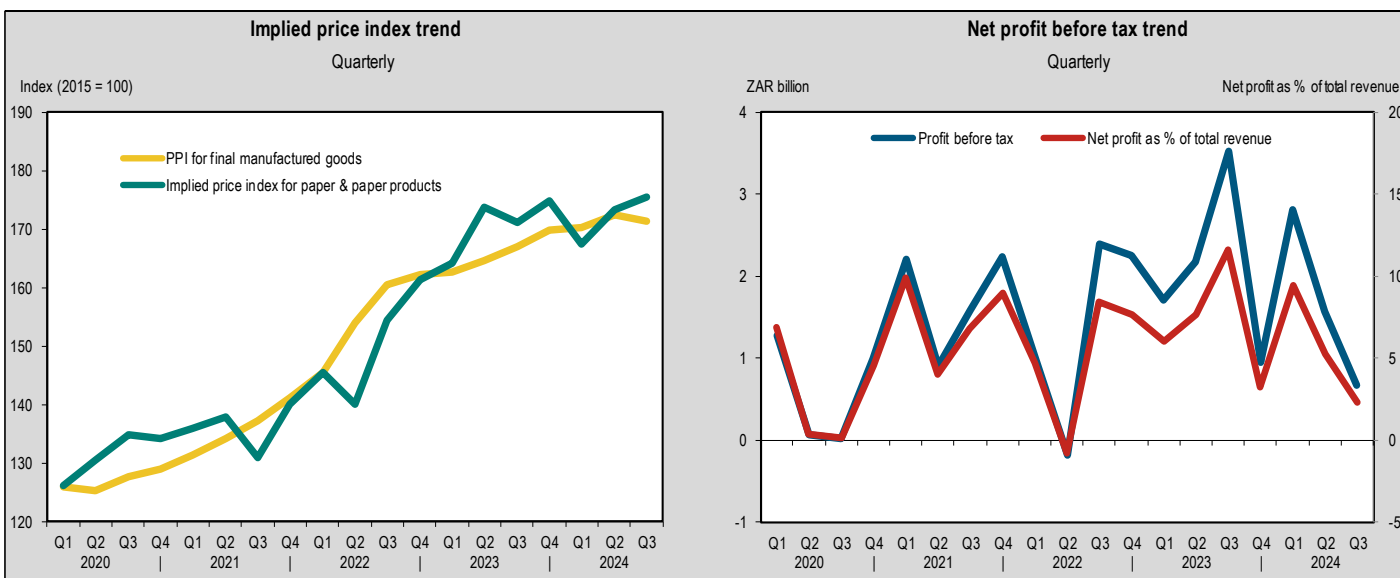 Implied price index trend
Quarterly
Index (2015 = 100)
190
180
170
160
150
140
130
120
PPI for final manufactured goods
Implied price index for paper & paper products
Q1 Q2 Q3 Q4 Q1 Q2 Q3 Q4 Q1 Q2 Q3 Q4 Q1 Q2 Q3 Q4 Q1 Q2 Q3
2020 | 2021 | 2022 | 2023 | 2024
Net profit before tax trend
Quarterly
ZAR billion Net profit as % of total revenue
4
3
2
1
0
-1
Profit before tax Net profit as % of total revenue
20
15
10
5
0
-5
Q1 Q2 Q3 Q4 Q1 Q2 Q3 Q4 Q1 Q2 Q3 Q4 Q1 Q2 Q3 Q4 Q1 Q2 Q3
2020 | 2021 | 2022 | 2023 | 2024